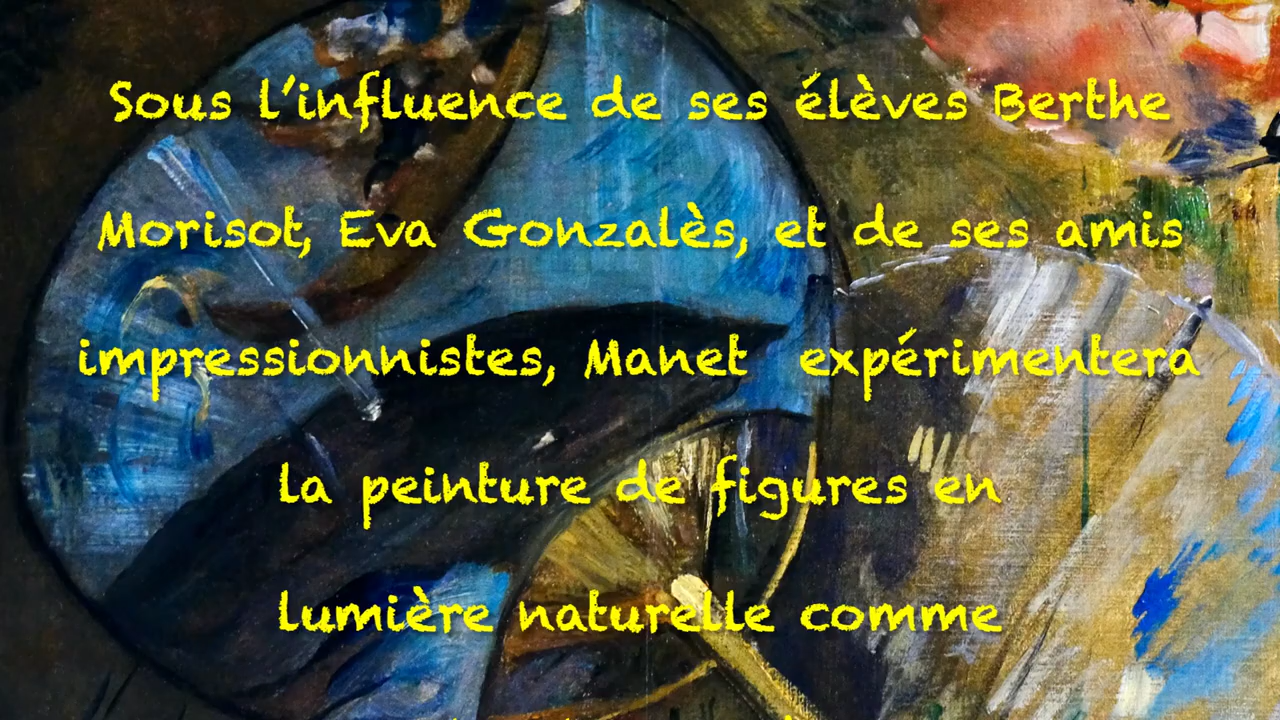 Sous l’influence de ses élèves Berthe
Morisot, Eva Gonzalès, et de ses amis
impressionnistes, Manet  expérimentera
la peinture de figures en
lumière naturelle comme